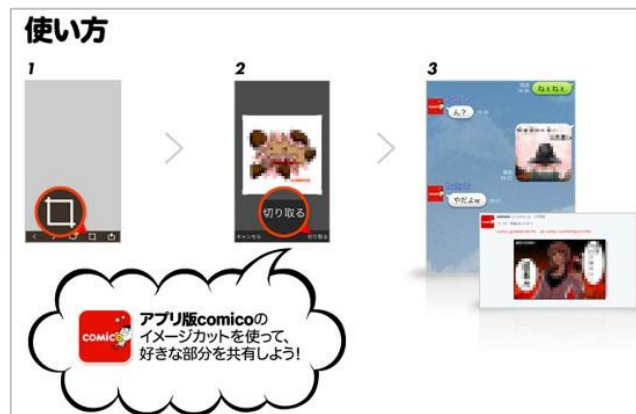 使い方
1
2
3
切り取る
キャンセル
切り取る
ねぇねぇ
ん?
やだよw
comico
アプリ版comicoの
イメージカットを使って、
好きな部分を共有しよう!